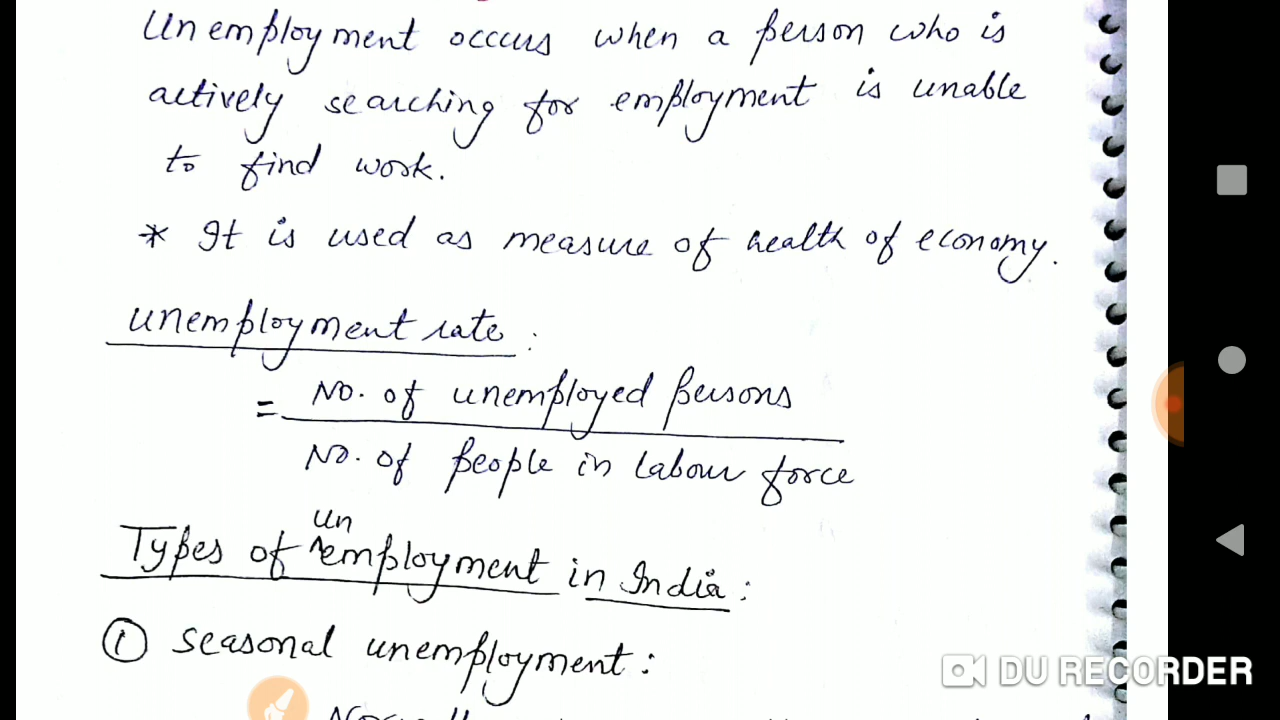 Unemployment occurs when a person who is
actively searching for employment is unable
to find work.
* It is used as measure of health of economy.
Unemployment rate :
= No. of unemployed persons
No. of people in labour force
Un
Types of ^employment in India :
① Seasonal unemployment :
DU RECORDER